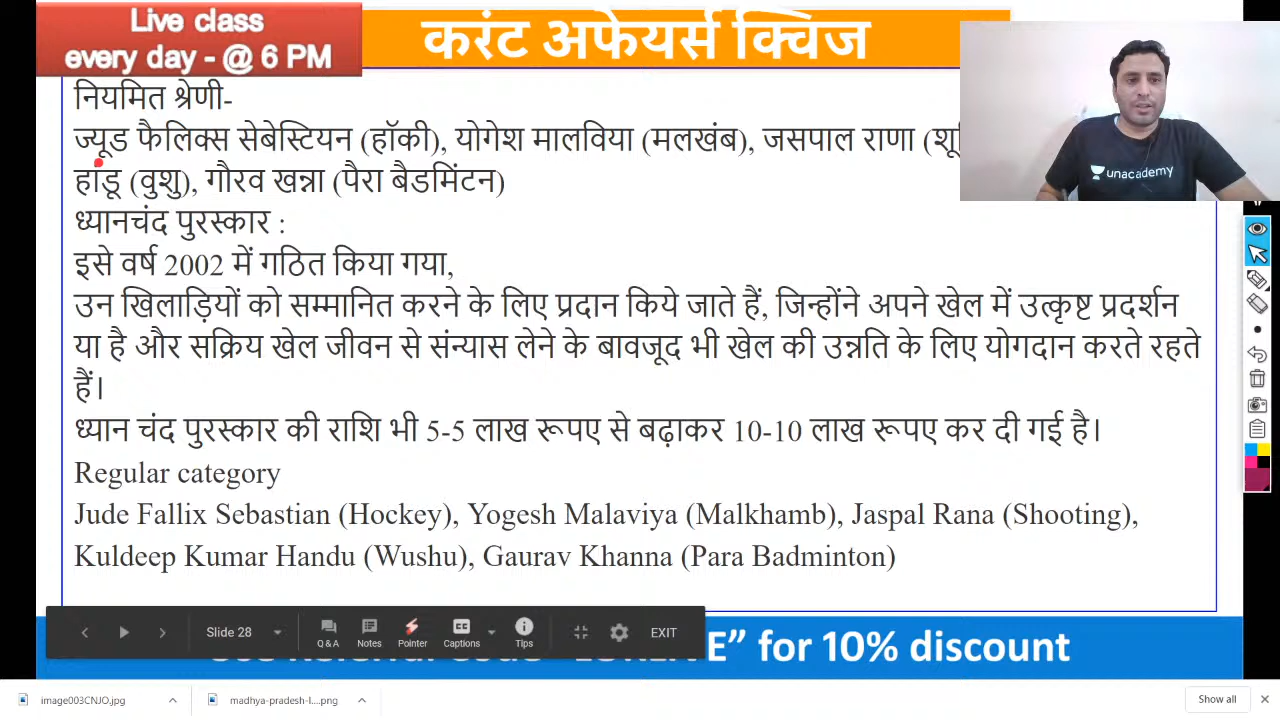 Live class
every day - @ 6 PM
करंट अफेयर्स क्विज
नियमित श्रेणी-
ज्यूड फैलिक्स सेबेस्टियन (हॉकी), योगेश मालविया (मलखंब), जसपाल राणा
हांडू (वुशु), गौरव खन्ना (पैरा बैडमिंटन)
unacademy
ध्यानचंद पुरस्कार :
इसे वर्ष 2002 में गठित किया गया,
उन खिलाड़ियों को सम्मानित करने के लिए प्रदान किये जाते हैं, जिन्होंने अपने खेल में उत्कृष्ट प्रदर्शन
या है और सक्रिय खेल जीवन से संन्यास लेने के बावजूद भी खेल की उन्नति के लिए योगदान करते रहते
हैं।
ध्यान चंद पुरस्कार की राशि भी 5-5 लाख रूपए से बढ़ाकर 10-10 लाख रूपए कर दी गई है।
Regular category
Jude Fallix Sebastian (Hockey), Yogesh Malaviya (Malkhamb), Jaspal Rana (Shooting),
Kuldeep Kumar Handu (Wushu), Gaurav Khanna (Para Badminton)
Slide 28
Q & A
Notes
Pointer
CC
Captions
Tips
EXIT
for 10% discount
image003CNJO.jpg
madhya-pradesh-l....png
Show all